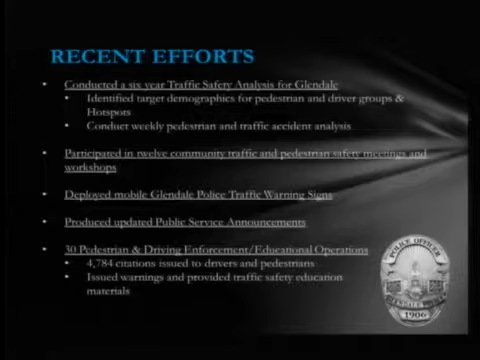 RECENT EFFORTS
• Conducted a six year Traffic Safety Analysis for Glendale
• Identified target demographics for pedestrian and driver groups &
Hotspots
• Conduct weekly pedestrian and traffic accident analysis
• Participated in twelve community traffic and pedestrian safety meetings and
workshops
• Deployed mobile Glendale Police Traffic Warning Signs
• Produced updated Public Service Announcements
• 30 Pedestrian & Driving Enforcement/Educational Operations
• 4,784 citations issued to drivers and pedestrians
• Issued warnings and provided traffic safety education
materials
POLICE OFFICER
1906